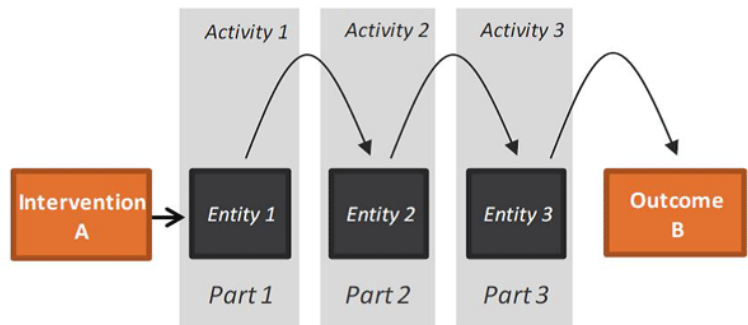 Activity 1
Activity 2
Activity 3
Intervention
A
Entity 1
Entity 2
Entity 3
Outcome
B
Part 1
Part 2
Part 3